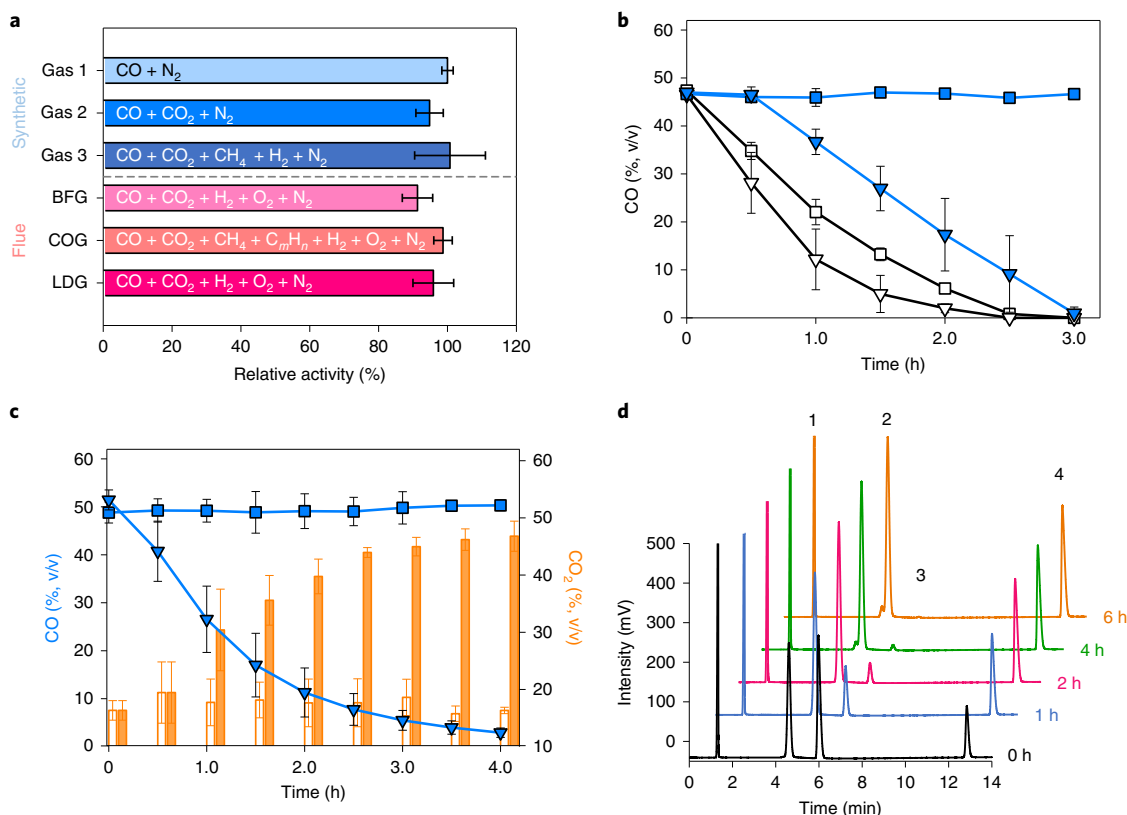 a
Synthetic
Flue
Gas 1
CO + N₂
Gas 2
CO + CO₂ + N₂
Gas 3
CO + CO₂ + CH₄ + H₂ + N₂
BFG
CO + CO₂ + H₂ + O₂ + N₂
COG
CO + CO₂ + CH₄ + CₘHₙ + H₂ + O₂ + N₂
LDG
CO + CO₂ + H₂ + O₂ + N₂
0 20 40 60 80 100 120
Relative activity (%)
b
CO (%, v/v)
60
50
40
30
20
10
0
0 1.0 2.0 3.0
Time (h)
c
CO (%, v/v)
60
50
40
30
20
10
0
CO₂ (%, v/v)
60
50
40
30
20
10
0 1.0 2.0 3.0 4.0
Time (h)
d
1 2
3
4
Intensity (mV)
500
400
300
200
100
0
6 h
4 h
2 h
1 h
0 h
0 2 4 6 8 10 12 14
Time (min)